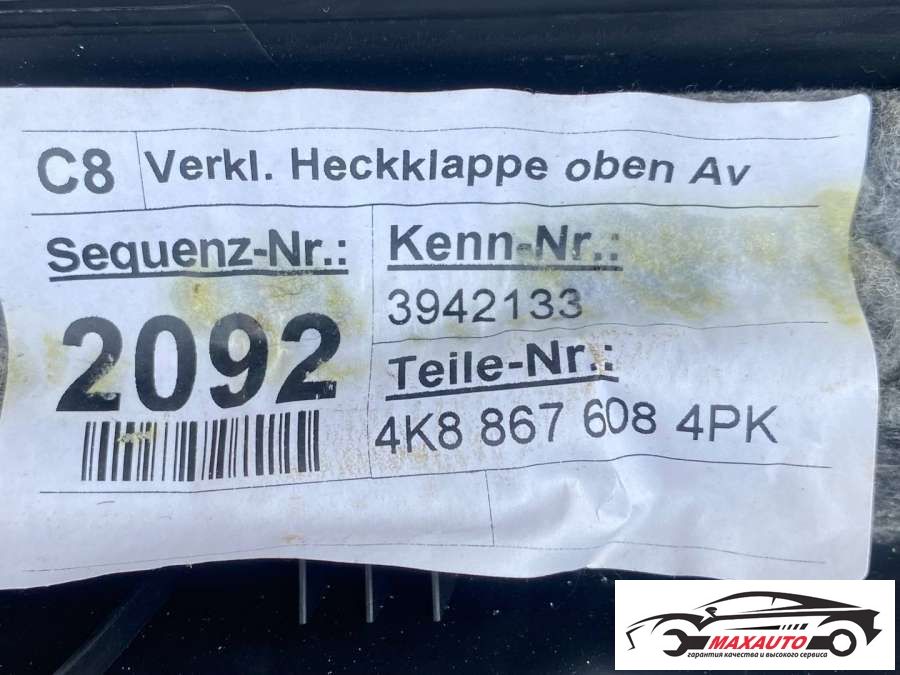 C8 Verkl. Heckklappe oben Av
Sequenz-Nr.:
2092
Kenn-Nr.:
3942133
Teile-Nr.:
4K8 867 608 4PK
MAXAUTO
гарантия качества и высокого сервиса